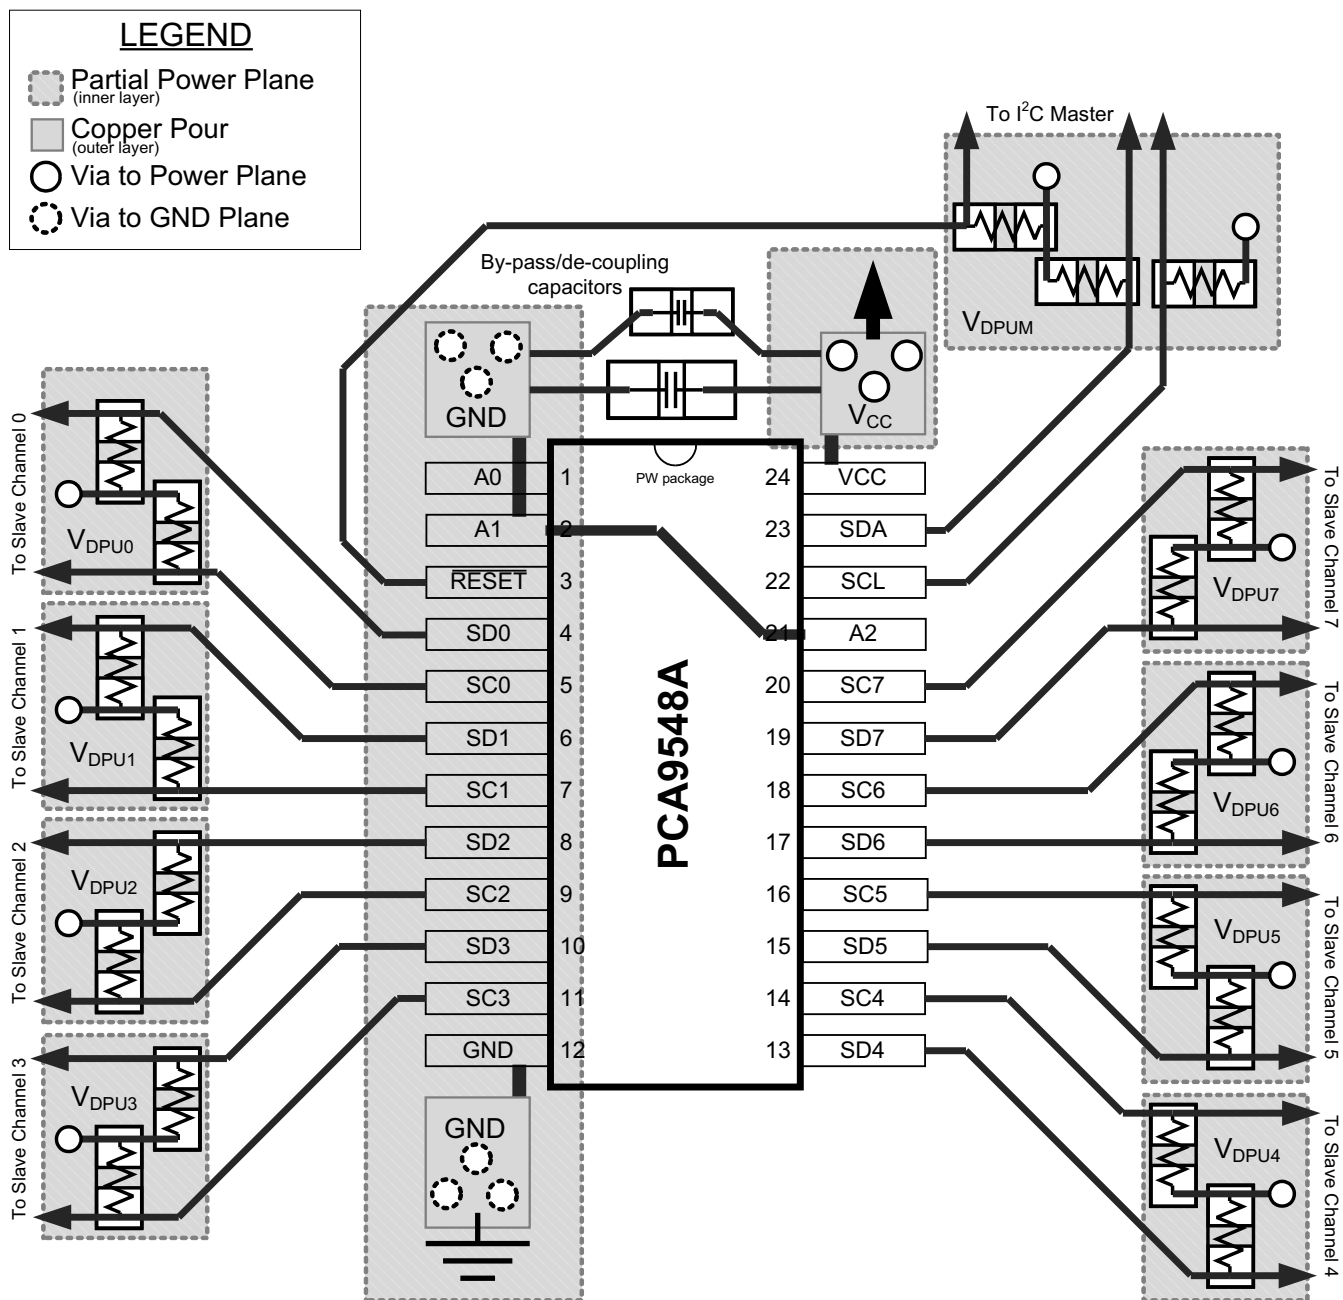 LEGEND
Partial Power Plane
(inner layer)
Copper Pour
(outer layer)
Via to Power Plane
Via to GND Plane
To I²C Master
By-pass/de-coupling
capacitors
VDPUM
GND
VCC
PW package
PCA9548A
A0 1
A1 2
RESET 3
SD0 4
SC0 5
SD1 6
SC1 7
SD2 8
SC2 9
SD3 10
SC3 11
GND 12
24 VCC
23 SDA
22 SCL
21 A2
20 SC7
19 SD7
18 SC6
17 SD6
16 SC5
15 SD5
14 SC4
13 SD4
GND
To Slave Channel 0
VDPU0
To Slave Channel 1
VDPU1
To Slave Channel 2
VDPU2
To Slave Channel 3
VDPU3
To Slave Channel 7
VDPU7
To Slave Channel 6
VDPU6
To Slave Channel 5
VDPU5
To Slave Channel 4
VDPU4